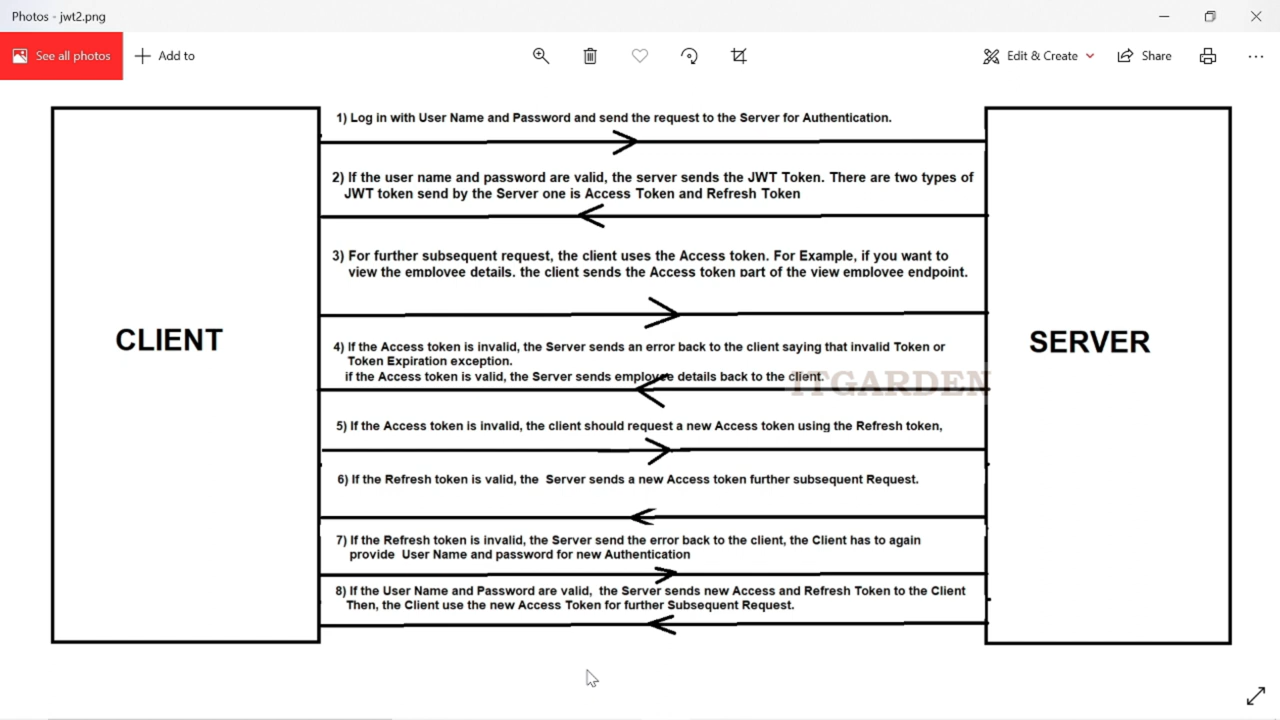 Photos - jwt2.png
See all photos
Add to
Edit & Create
Share
1) Log in with User Name and Password and send the request to the Server for Authentication.
2) If the user name and password are valid, the server sends the JWT Token. There are two types of
JWT token send by the Server one is Access Token and Refresh Token
3) For further subsequent request, the client uses the Access token. For Example, if you want to
view the employee details. the client sends the Access token part of the view employee endpoint.
CLIENT
SERVER
4) If the Access token is invalid, the Server sends an error back to the client saying that invalid Token or
Token Expiration exception.
if the Access token is valid, the Server sends employee details back to the client.
ITGARDEN
5) If the Access token is invalid, the client should request a new Access token using the Refresh token,
6) If the Refresh token is valid, the Server sends a new Access token further subsequent Request.
7) If the Refresh token is invalid, the Server send the error back to the client, the Client has to again
provide User Name and password for new Authentication
8) If the User Name and Password are valid, the Server sends new Access and Refresh Token to the Client
Then, the Client use the new Access Token for further Subsequent Request.